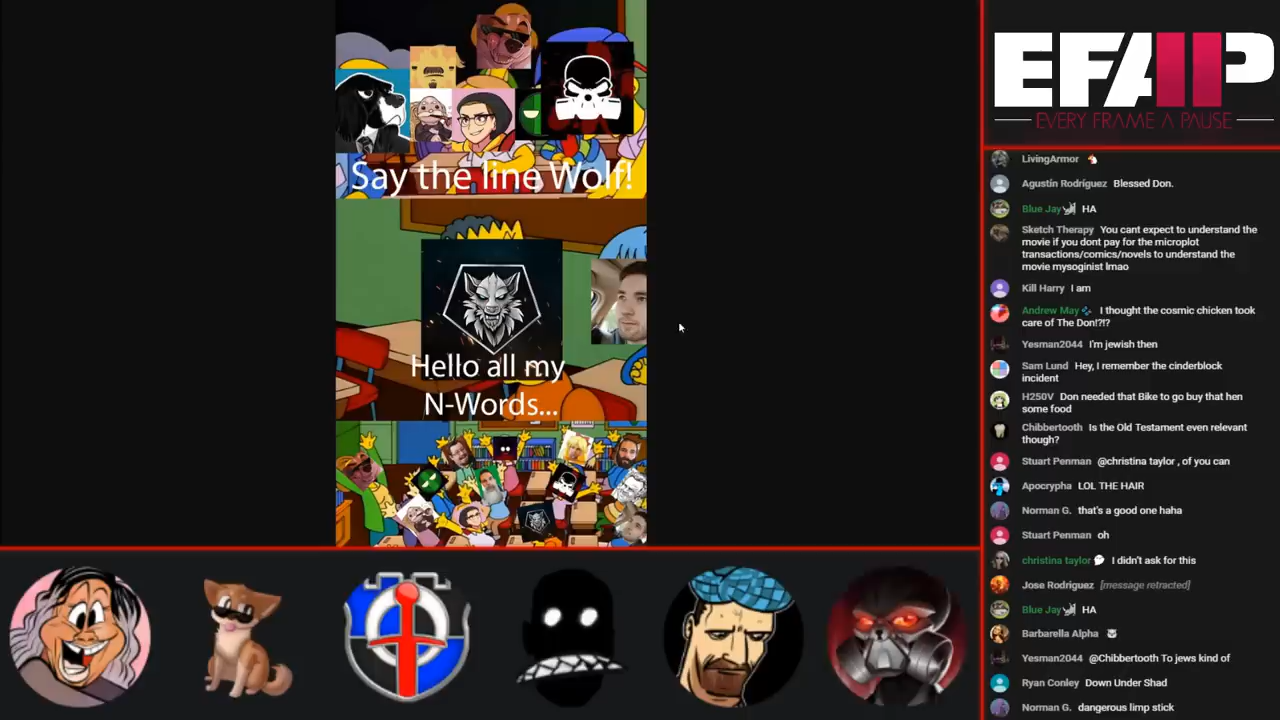 Say the line Wolf!
Hello all my
N-Words...
EFAP
EVERY FRAME A PAUSE
LivingArmor
Agustín Rodríguez Blessed Don.
Blue Jay HA
Sketch Therapy You cant expect to understand the
movie if you dont pay for the microplot
transactions/comics/novels to understand the
movie mysoginist lmao
Kill Harry I am
Andrew May I thought the cosmic chicken took
care of The Don!?!?
Yesman2044 I'm jewish then
Sam Lund Hey, I remember the cinderblock
incident
H250V Don needed that Bike to go buy that hen
some food
Chibbertooth Is the Old Testament even relevant
though?
Stuart Penman @christina taylor , of you can
Apocrypha LOL THE HAIR
Norman G. that's a good one haha
Stuart Penman oh
christina taylor I didn't ask for this
Jose Rodriguez [message retracted]
Blue Jay HA
Barbarella Alpha
Yesman2044 @Chibbertooth To jews kind of
Ryan Conley Down Under Shad
Norman G. dangerous limp stick